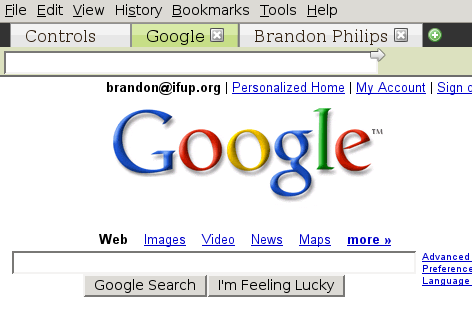 File Edit View History Bookmarks Tools Help
Controls Google Brandon Philips
brandon@ifup.org | Personalized Home | My Account | Sign o
Google™
Web Images Video News Maps more »
Advanced
Preference
Language
Google Search I'm Feeling Lucky